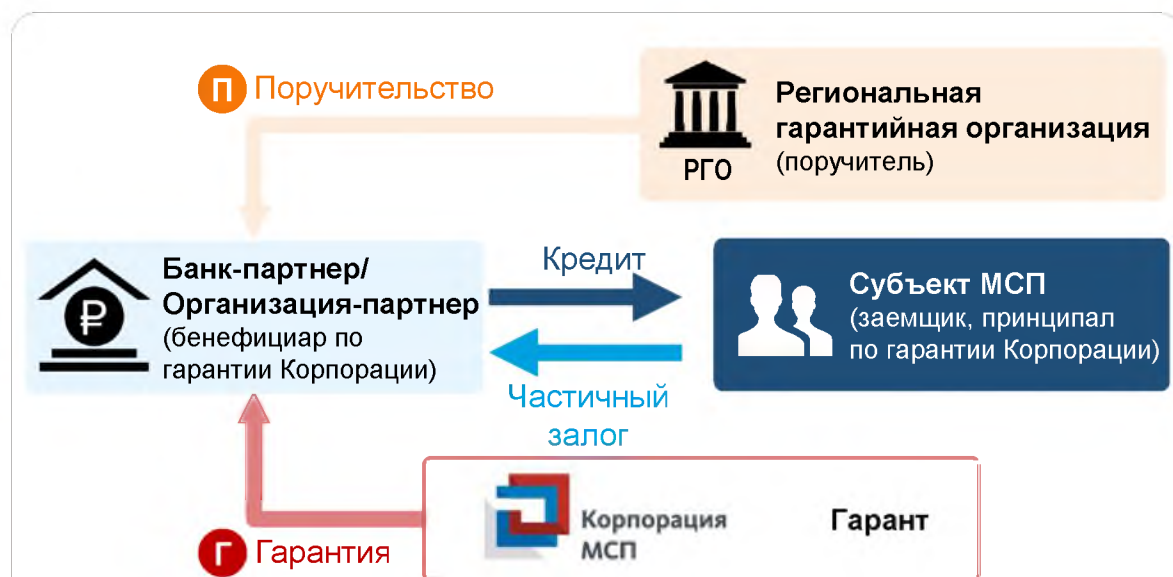 П Поручительство
РГО
Региональная
гарантийная организация
(поручитель)
₽
Банк-партнер/
Организация-партнер
(бенефициар по
гарантии Корпорации)
Кредит
Частичный
залог
Субъект МСП
(заемщик, принципал
по гарантии Корпорации)
Г Гарантия
Корпорация
МСП
Гарант